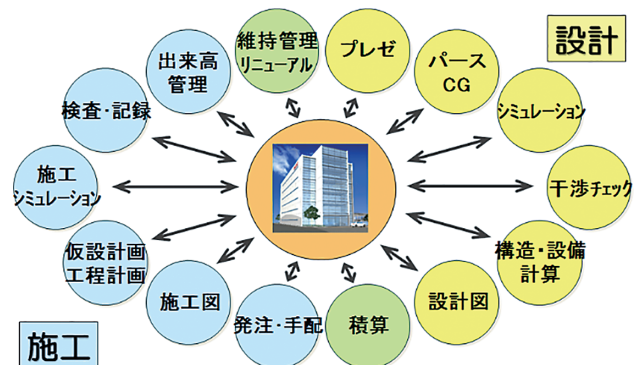 維持管理
リニューアル
プレゼ
設計
出来高
管理
パース
CG
検査・記録
シミュレーション
施工
シミュレーション
干渉チェック
仮設計画
工程計画
構造・設備
計算
施工図
設計図
発注・手配
積算
施工